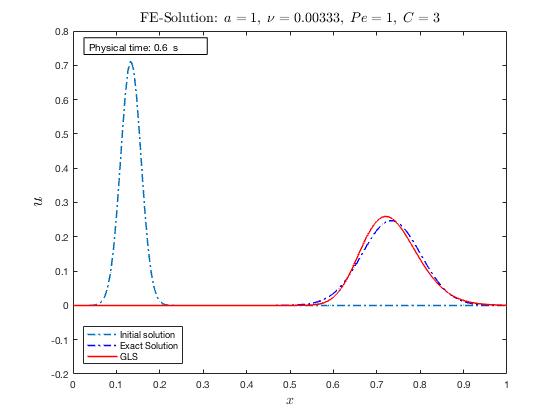 FE-Solution: a = 1, ν = 0.00333, Pe = 1, C = 3
Physical time: 0.6 s
0.8
0.7
0.6
0.5
0.4
0.3
0.2
0.1
0
-0.1
-0.2
u
Initial solution
Exact Solution
GLS
0 0.1 0.2 0.3 0.4 0.5 0.6 0.7 0.8 0.9 1
x